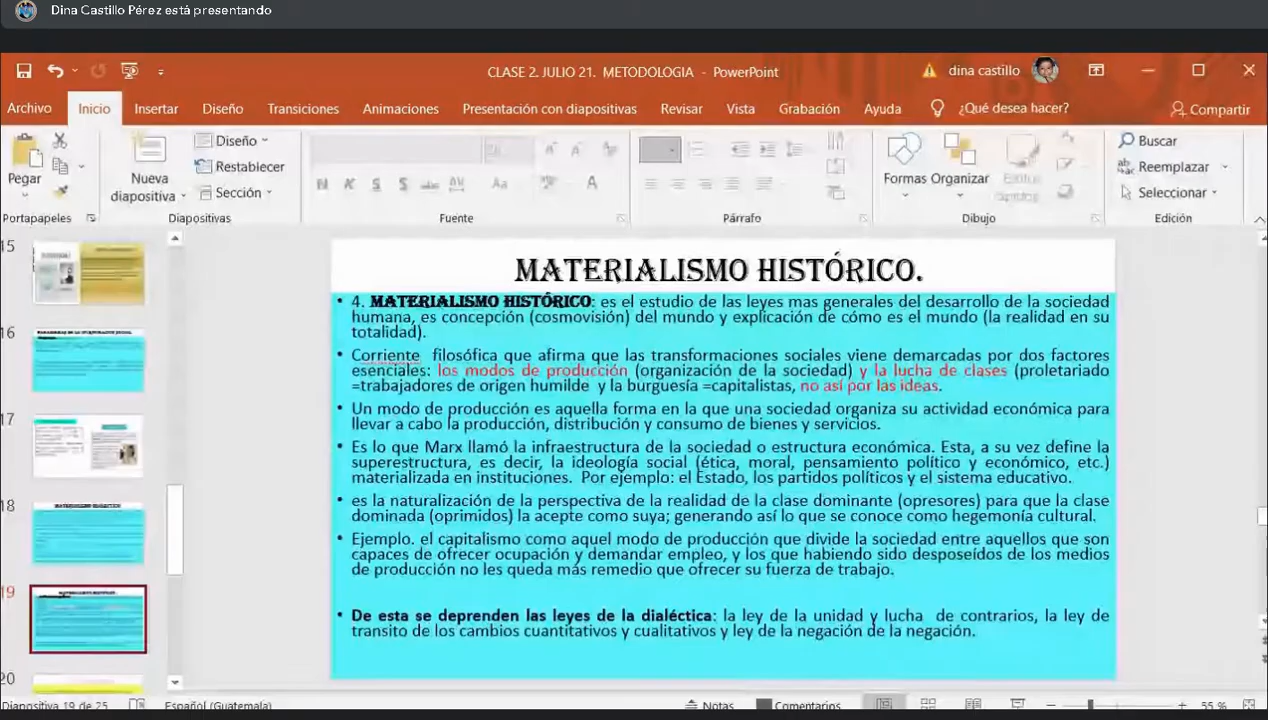 Dina Castillo Pérez está presentando
CLASE 2. JULIO 21. METODOLOGIA - PowerPoint
dina castillo
Archivo Inicio Insertar Diseño Transiciones Animaciones Presentación con diapositivas Revisar Vista Grabación Ayuda ¿Qué desea hacer? Compartir
Pegar
Nueva diapositiva
Diseño
Restablecer
Sección
Formas Organizar Estilos rápidos
Buscar
Reemplazar
Seleccionar
Portapapeles Diapositivas Fuente Párrafo Dibujo Edición
15
16
17
18
19
20
MATERIALISMO HISTÓRICO.
• 4. MATERIALISMO HISTÓRICO: es el estudio de las leyes mas generales del desarrollo de la sociedad
humana, es concepción (cosmovisión) del mundo y explicación de cómo es el mundo (la realidad en su
totalidad).
• Corriente filosófica que afirma que las transformaciones sociales viene demarcadas por dos factores
esenciales: los modos de producción (organización de la sociedad) y la lucha de clases (proletariado
=trabajadores de origen humilde y la burguesía =capitalistas, no así por las ideas.
• Un modo de producción es aquella forma en la que una sociedad organiza su actividad económica para
llevar a cabo la producción, distribución y consumo de bienes y servicios.
• Es lo que Marx llamó la infraestructura de la sociedad o estructura económica. Esta, a su vez define la
superestructura, es decir, la ideología social (ética, moral, pensamiento político y económico, etc.)
materializada en instituciones. Por ejemplo: el Estado, los partidos políticos y el sistema educativo.
• es la naturalización de la perspectiva de la realidad de la clase dominante (opresores) para que la clase
dominada (oprimidos) la acepte como suya; generando así lo que se conoce como hegemonía cultural.
• Ejemplo. el capitalismo como aquel modo de producción que divide la sociedad entre aquellos que son
capaces de ofrecer ocupación y demandar empleo, y los que habiendo sido desposeídos de los medios
de producción no les queda más remedio que ofrecer su fuerza de trabajo.
• De esta se deprenden las leyes de la dialéctica: la ley de la unidad y lucha de contrarios, la ley de
transito de los cambios cuantitativos y cualitativos y ley de la negación de la negación.
Diapositiva 19 de 25 Español (Guatemala) Notas Comentarios 55 %